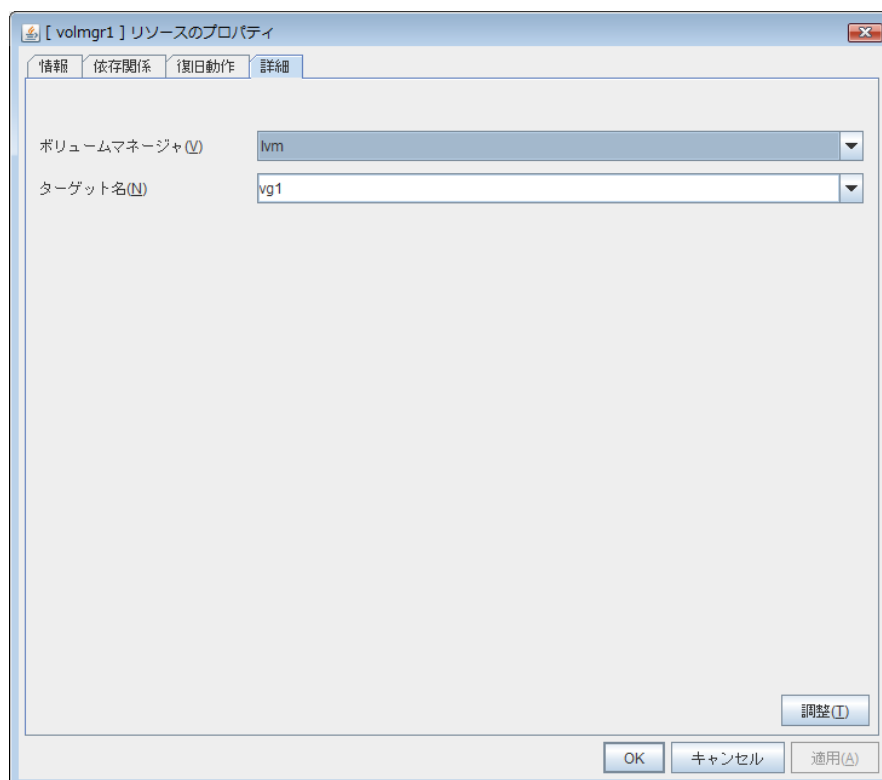 [ volmgr1 ] リソースのプロパティ
情報 依存関係 復旧動作 詳細
ボリュームマネージャ(V) lvm
ターゲット名(N) vg1
調整(T)
OK キャンセル 適用(A)